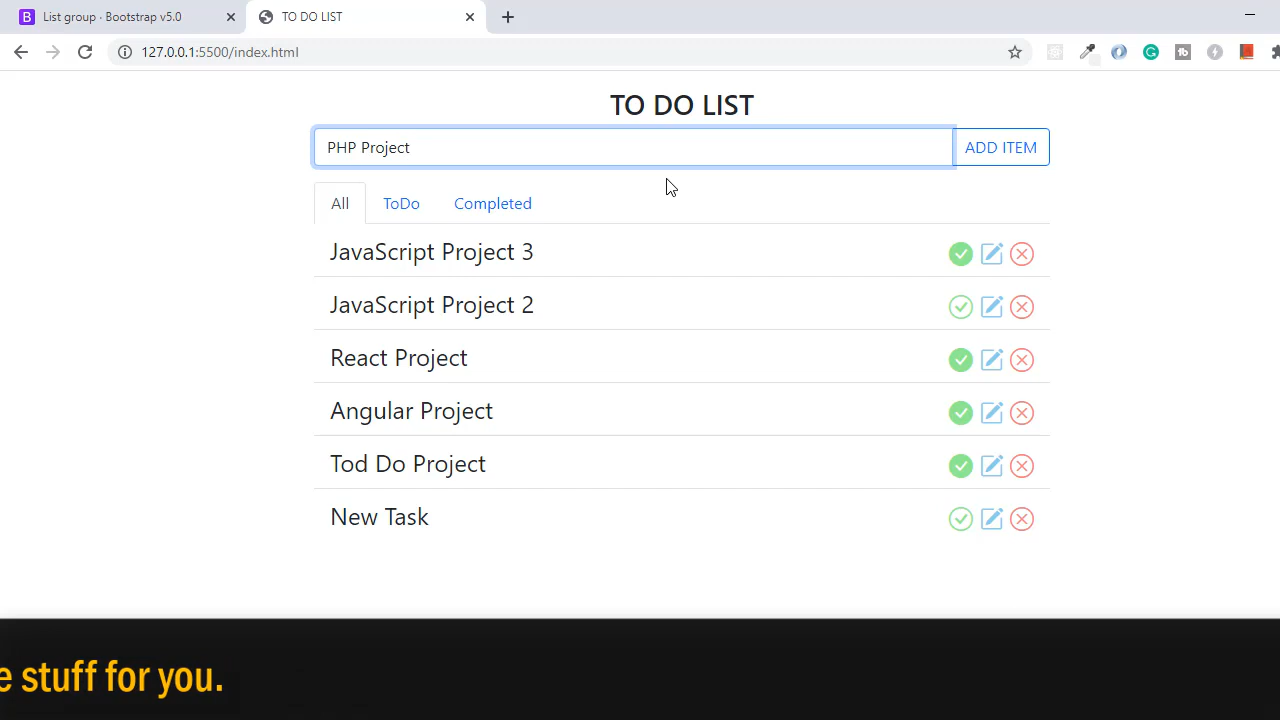 List group · Bootstrap v5.0
TO DO LIST
127.0.0.1:5500/index.html
TO DO LIST
PHP Project
ADD ITEM
All
ToDo
Completed
JavaScript Project 3
JavaScript Project 2
React Project
Angular Project
Tod Do Project
New Task
e stuff for you.